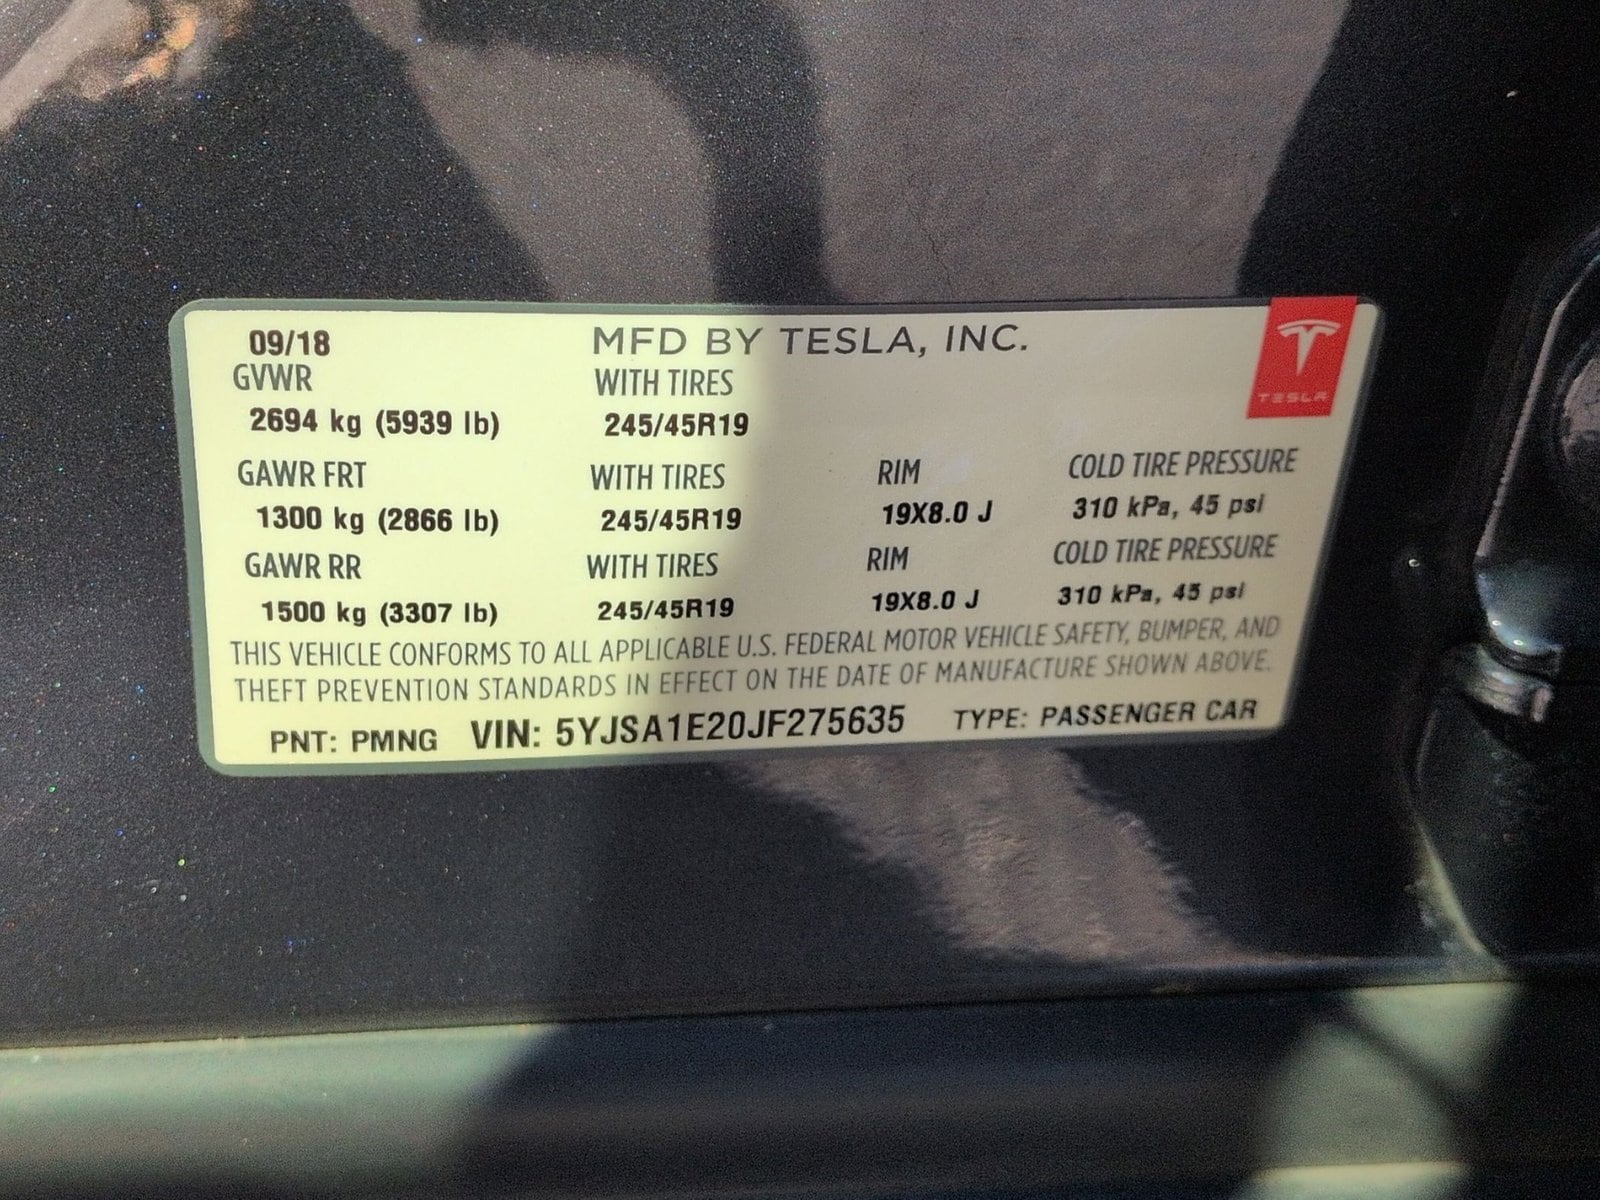 09/18 MFD BY TESLA, INC.
TESLA
GVWR WITH TIRES
2694 kg (5939 lb) 245/45R19
GAWR FRT WITH TIRES RIM COLD TIRE PRESSURE
1300 kg (2866 lb) 245/45R19 19X8.0 J 310 kPa, 45 psi
GAWR RR WITH TIRES RIM COLD TIRE PRESSURE
1500 kg (3307 lb) 245/45R19 19X8.0 J 310 kPa, 45 psi
THIS VEHICLE CONFORMS TO ALL APPLICABLE U.S. FEDERAL MOTOR VEHICLE SAFETY, BUMPER, AND
THEFT PREVENTION STANDARDS IN EFFECT ON THE DATE OF MANUFACTURE SHOWN ABOVE.
PNT: PMNG VIN: 5YJSA1E20JF275635 TYPE: PASSENGER CAR